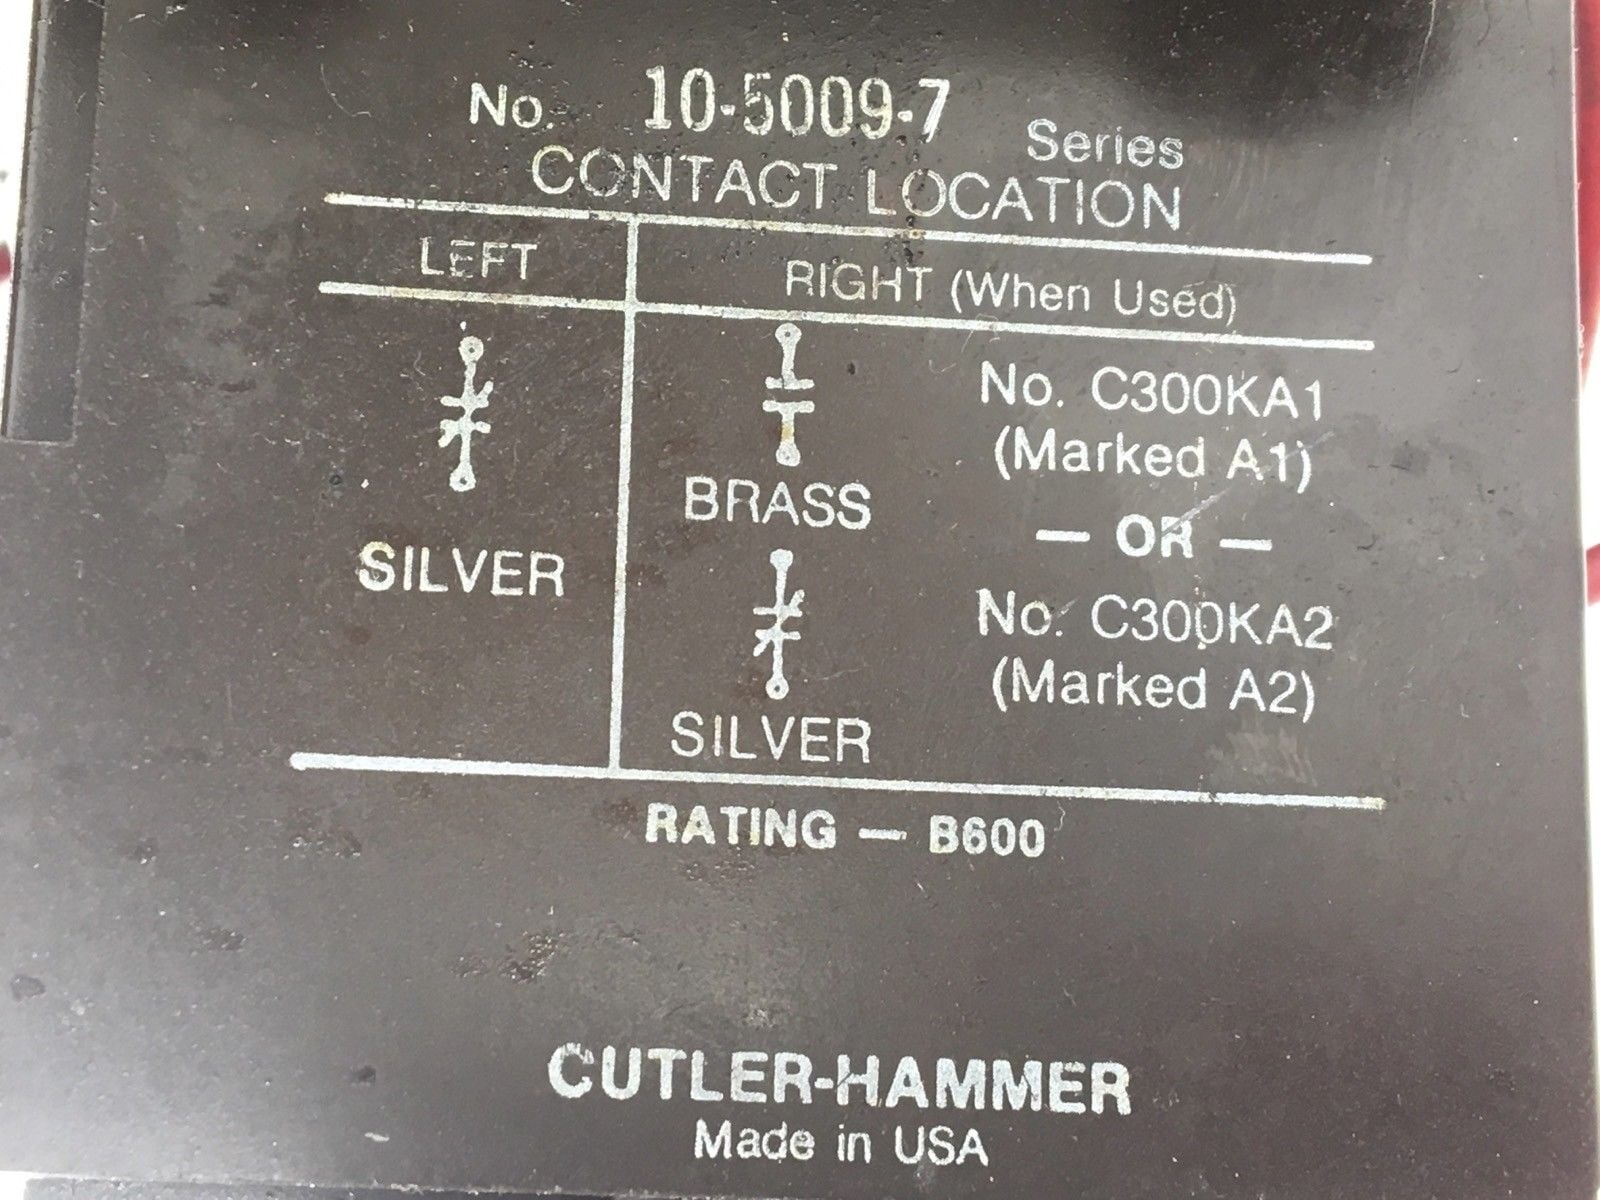 No. 10-5009-7 Series
CONTACT LOCATION
LEFT
RIGHT (When Used)
SILVER
BRASS
No. C300KA1
(Marked A1)
— OR —
SILVER
No. C300KA2
(Marked A2)
RATING — B600
CUTLER-HAMMER
Made in USA